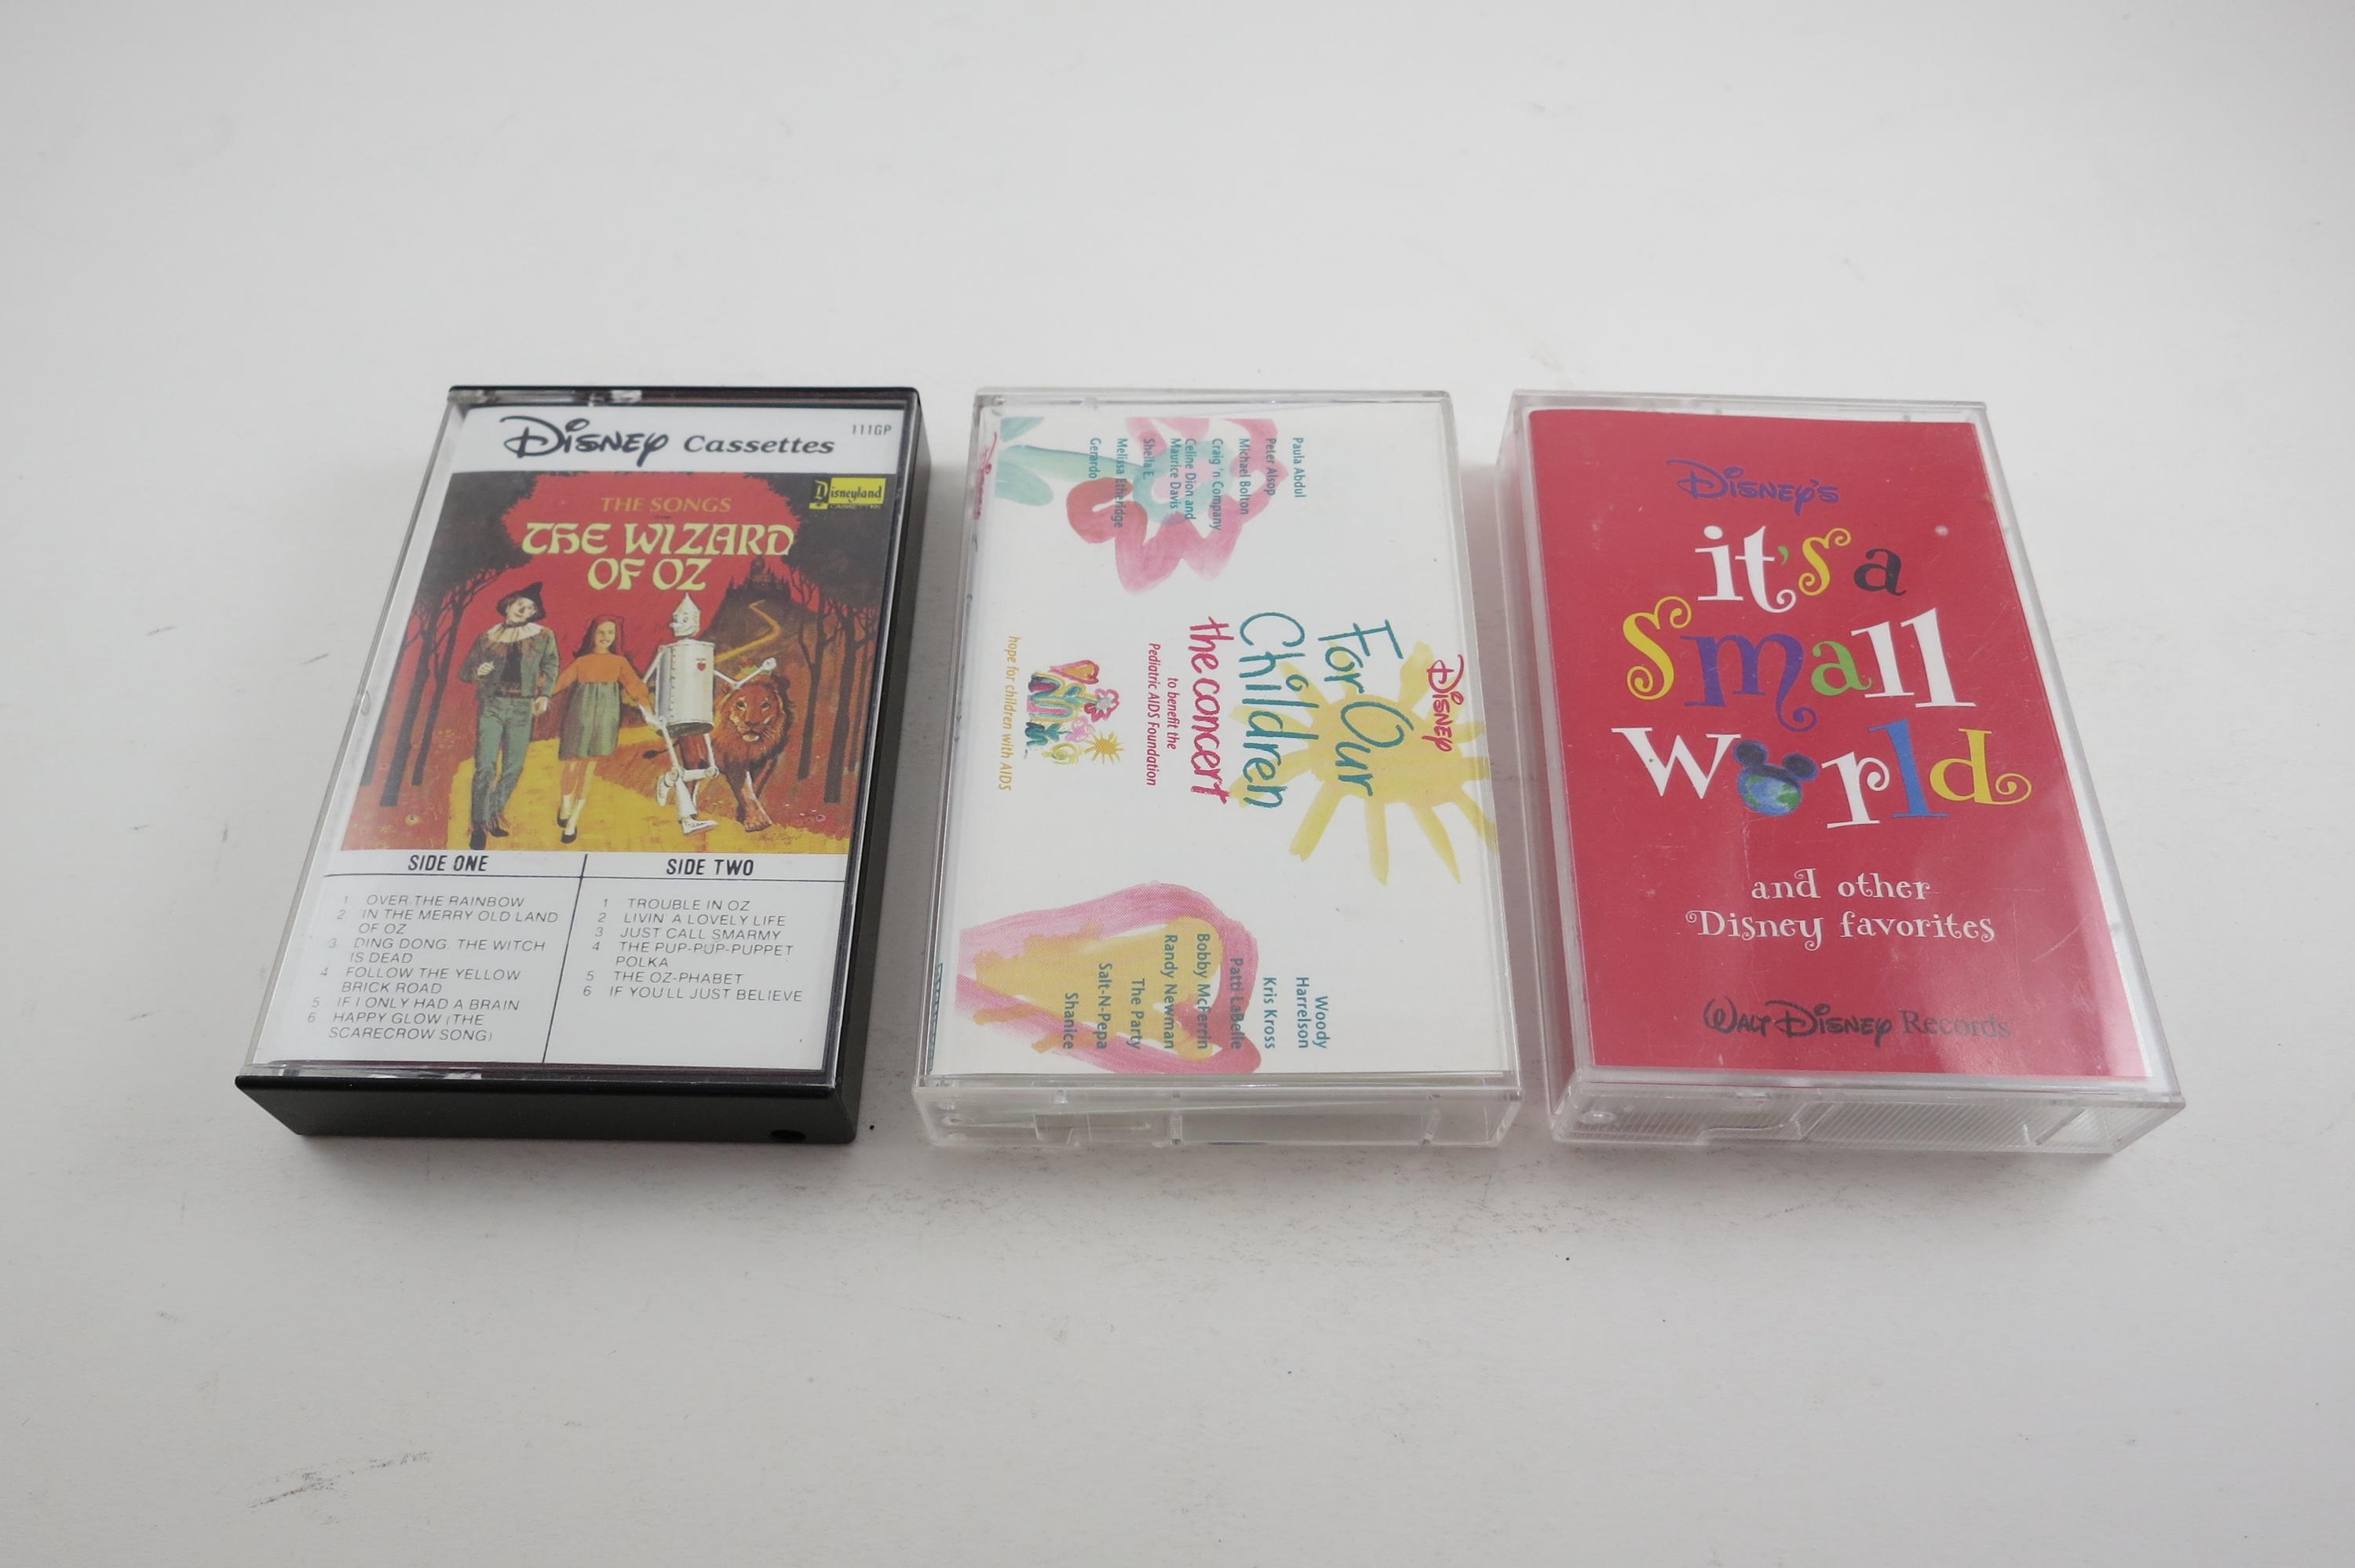 Disney Cassettes
111GP
Disneyland
THE SONGS
THE WIZARD
OF OZ
SIDE ONE
1 OVER THE RAINBOW
2 IN THE MERRY OLD LAND
OF OZ
3 DING DONG. THE WITCH
IS DEAD
4 FOLLOW THE YELLOW
BRICK ROAD
5 IF I ONLY HAD A BRAIN
6 HAPPY GLOW (THE
SCARECROW SONG)
SIDE TWO
1 TROUBLE IN OZ
2 LIVIN' A LOVELY LIFE
3 JUST CALL SMARMY
4 THE PUP-PUP-PUPPET
POLKA
5 THE OZ-PHABET
6 IF YOU'LL JUST BELIEVE
Disney
For Our
Children
the concert
to benefit the
Pediatric AIDS Foundation
hope for children with AIDS
Paula Abdul
Peter Alsop
Michael Bolton
Craig 'n Company
Celine Dion and
Maurice Davis
Sheila E.
Melissa Etheridge
Gerardo
Woody
Harrelson
Kris Kross
Patti LaBelle
Bobby McFerrin
Randy Newman
The Party
Salt-N-Pepa
Shanice
Disney's
it's a
small
world
and other
Disney favorites
Walt Disney Records